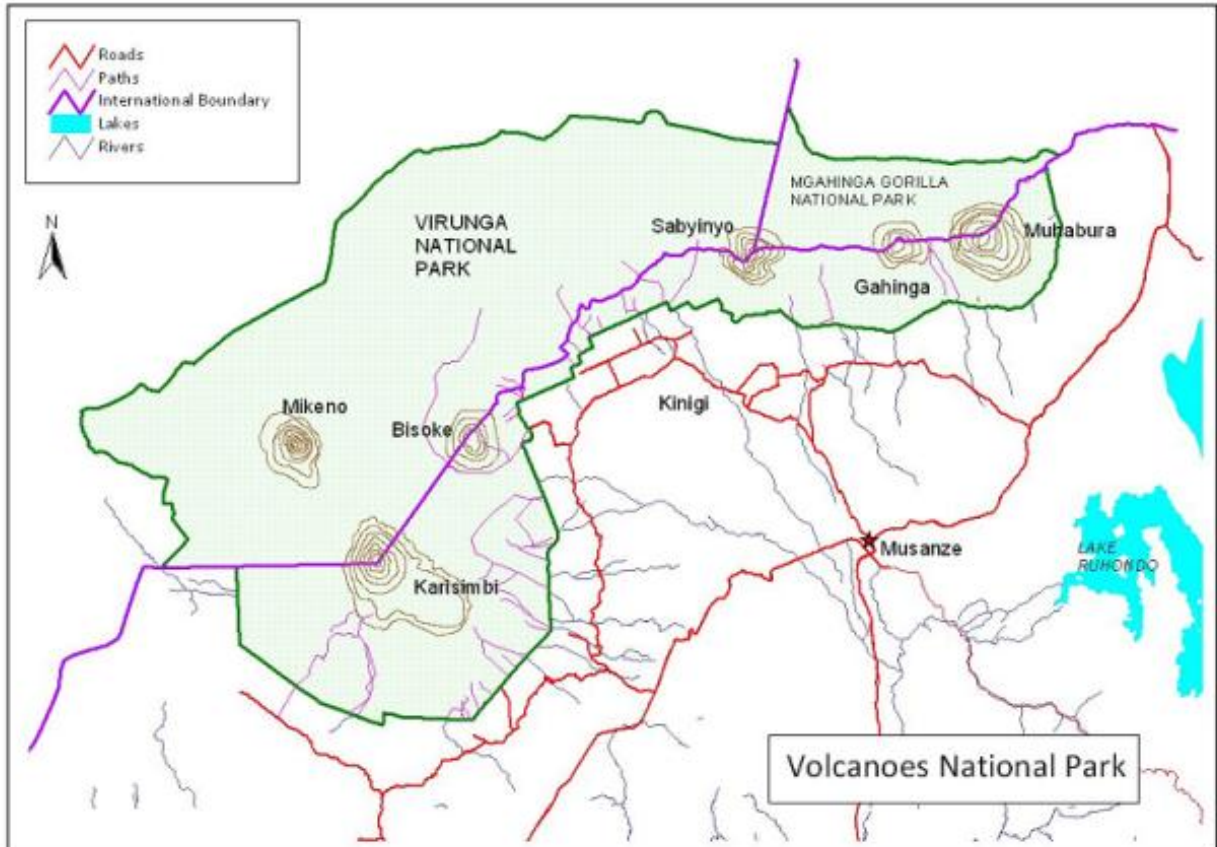 Roads
Paths
International Boundary
Lakes
Rivers
N
MGAHINGA GORILLA
NATIONAL PARK
VIRUNGA
NATIONAL
PARK
Sabyinyo
Muhabura
Gahinga
Mikeno
Bisoke
Kinigi
Musanze
LAKE
RUHONDO
Karisimbi
Volcanoes National Park